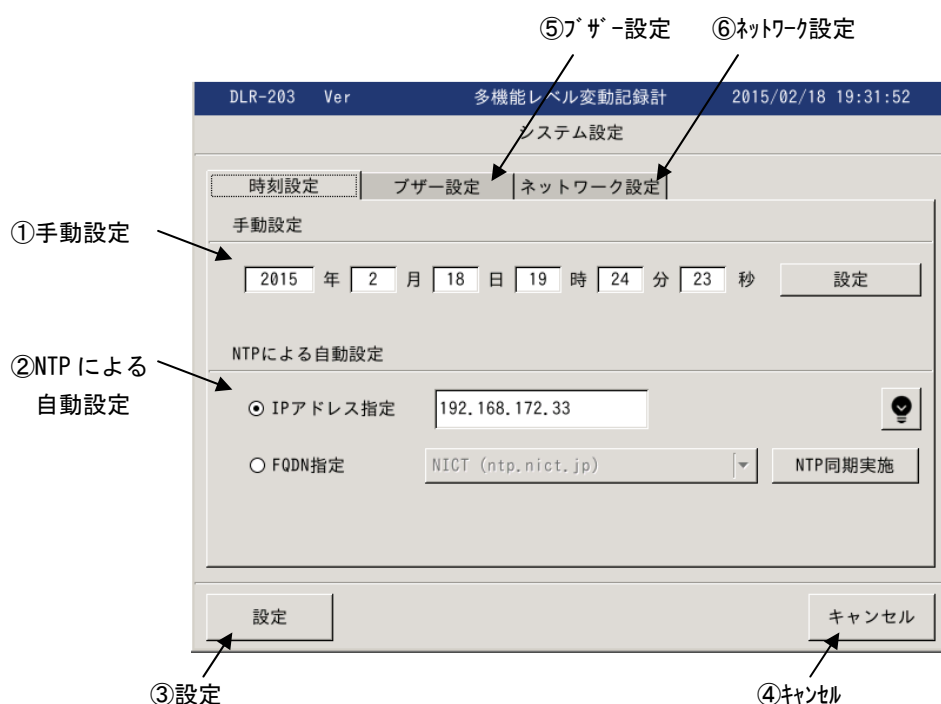 ⑤ﾌﾞｻﾞｰ設定 ⑥ﾈｯﾄﾜｰｸ設定
DLR-203 Ver 多機能レベル変動記録計 2015/02/18 19:31:52
システム設定
時刻設定 ブザー設定 ネットワーク設定
①手動設定
手動設定
2015 年 2 月 18 日 19 時 24 分 23 秒 設定
②NTPによる
自動設定
NTPによる自動設定
IPアドレス指定 192.168.172.33
FQDN指定 NICT (ntp.nict.jp) NTP同期実施
設定 キャンセル
③設定 ④ｷｬﾝｾﾙ